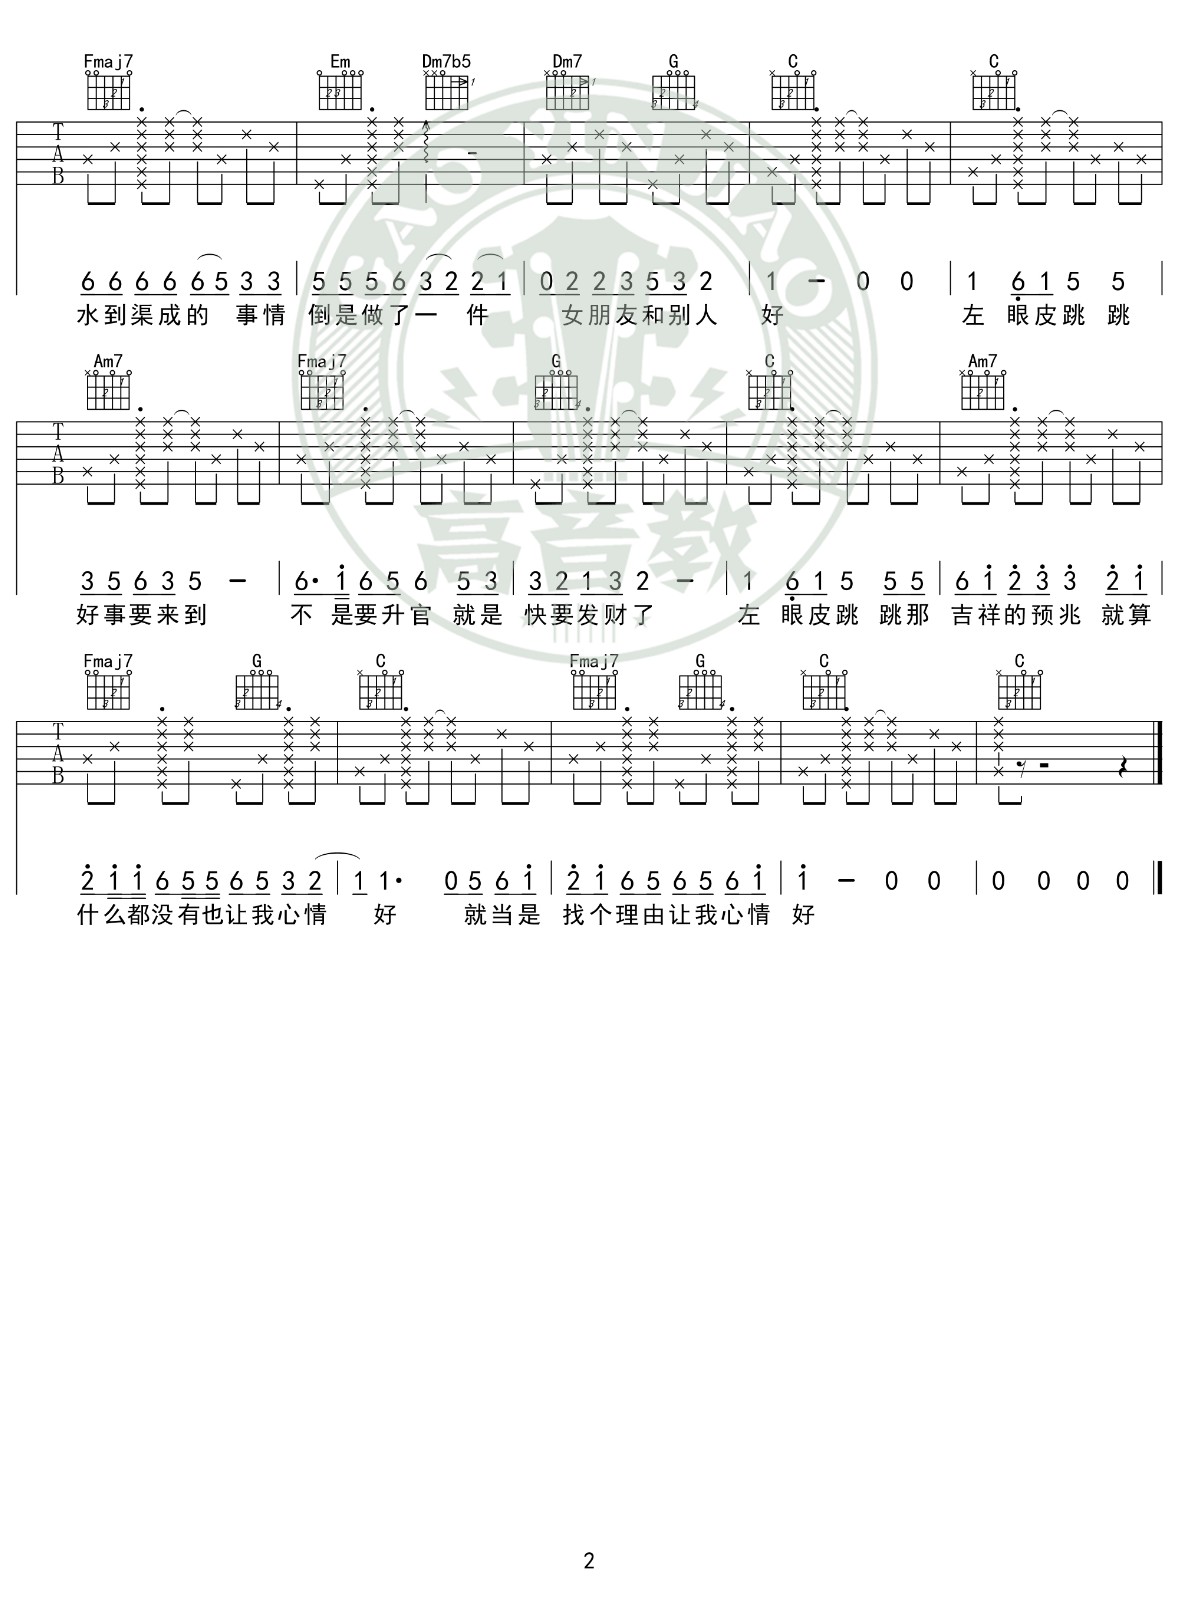 Fmaj7 Em Dm7b5 Dm7 G C C
T
A
B
6 6 6 6 6 5 3 3 5 5 5 6 3 2 2 1 0 2 2 3 5 3 2 1 - 0 0 1 6 1 5 5
水到渠成的 事情 倒是做了一 件 女朋友和别人 好 左 眼皮跳 跳
Am7 Fmaj7 G C Am7
T
A
B
3 5 6 3 5 - 6· 1 6 5 6 5 3 3 2 1 3 2 - 1 6 1 5 5 5 6 1 2 3 3 2 1
好事要来到 不 是要升官 就是 快要发财了 左 眼皮跳 跳那 吉祥的预兆 就算
Fmaj7 G C Fmaj7 G C C
T
A
B
2 1 1 6 5 5 6 5 3 2 1 1· 0 5 6 1 2 1 6 5 6 5 6 1 1 - 0 0 0 0 0 0
什么都没有也让我心情 好 就当是 找个理由让我心情 好
GAO YIN JIAO
高音教
2